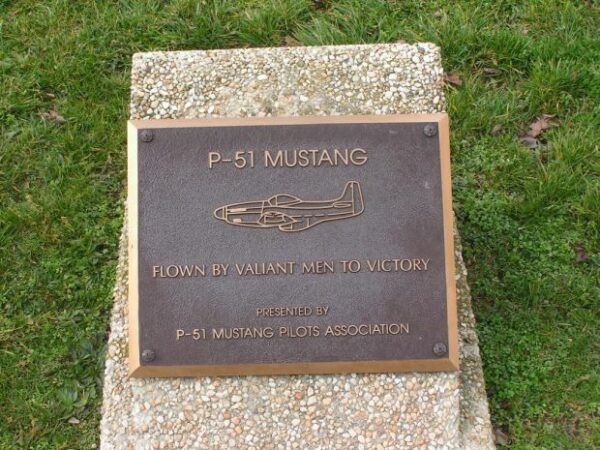 P-51 MUSTANG
FLOWN BY VALIANT MEN TO VICTORY
PRESENTED BY
P-51 MUSTANG PILOTS ASSOCIATION